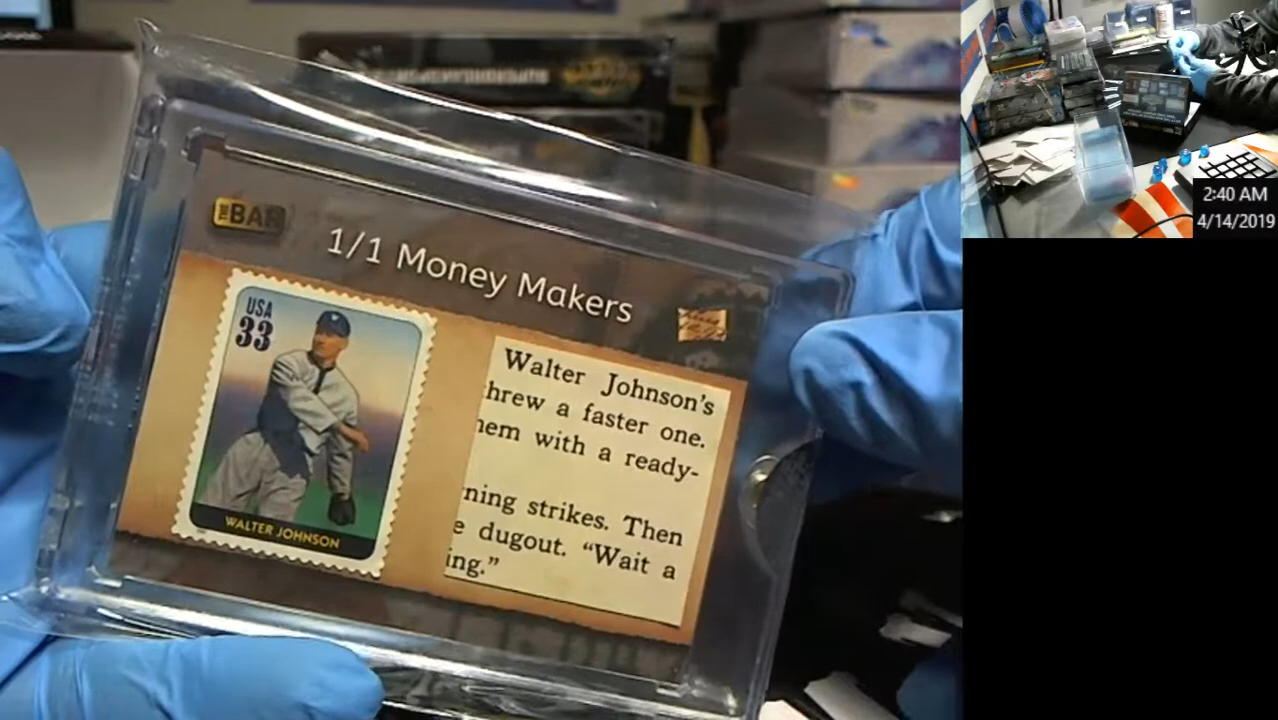 THE
BAR
1/1 Money Makers
USA
33
WALTER JOHNSON
Walter Johnson's
hrew a faster one.
hem with a ready-
ning strikes. Then
e dugout. “Wait a
ing.”
2:40 AM
4/14/2019